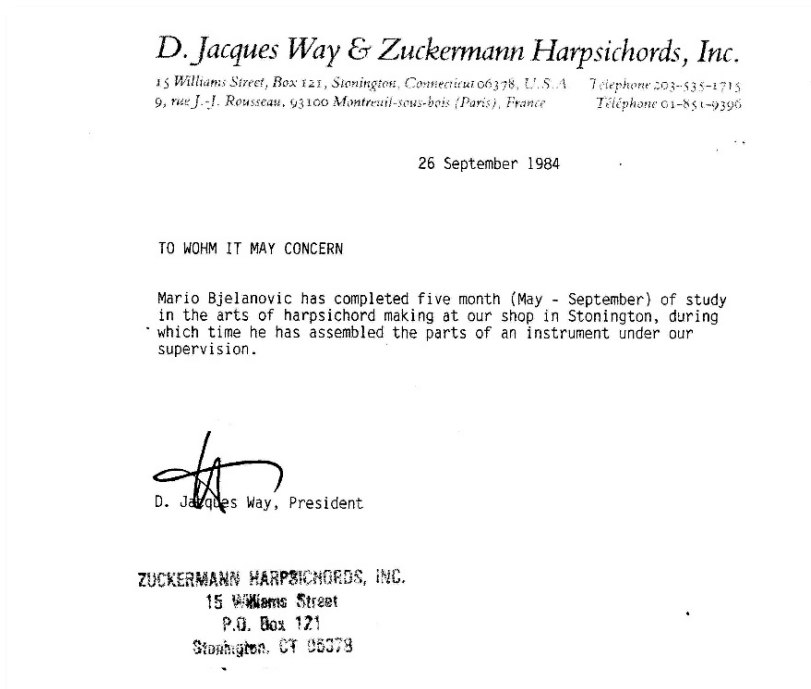 D. Jacques Way & Zuckermann Harpsichords, Inc.
15 Williams Street, Box 121, Stonington, Connecticut 06378, U.S.A. Telephone 203-535-1715
9, rue J.-J. Rousseau, 93100 Montreuil-sous-bois (Paris), France Téléphone 01-851-9396
26 September 1984
TO WOHM IT MAY CONCERN
Mario Bjelanovic has completed five month (May - September) of study
in the arts of harpsichord making at our shop in Stonington, during
which time he has assembled the parts of an instrument under our
supervision.
D. Jacques Way, President
ZUCKERMANN HARPSICHORDS, INC.
15 Williams Street
P.O. Box 121
Stonington, CT 06378